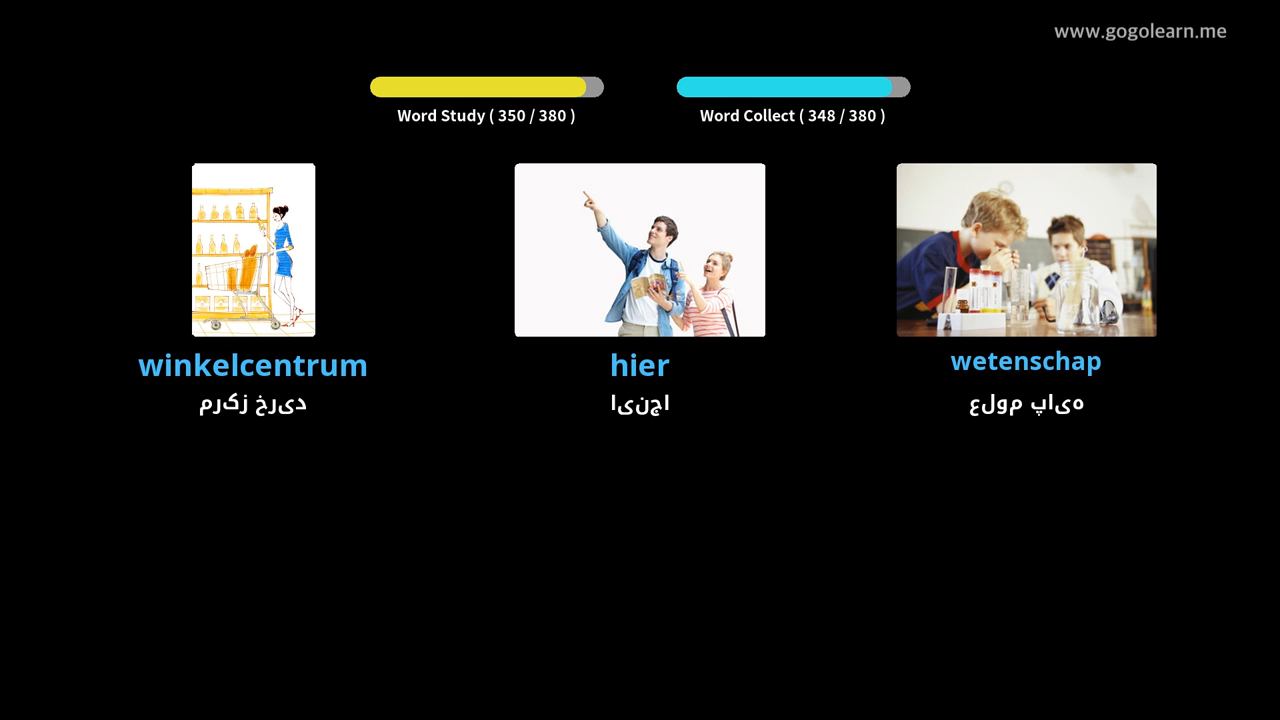 www.gogolearn.me
Word Study ( 350 / 380 )
Word Collect ( 348 / 380 )
winkelcentrum
hier
wetenschap
مرکز خرید
اینجا
علوم پایه